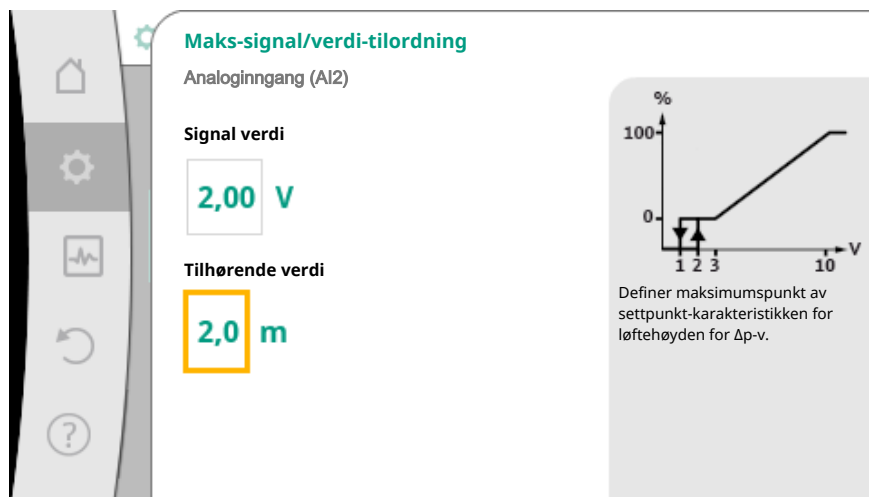 Maks-signal/verdi-tilordning
Analoginngang (AI2)
Signal verdi
2,00 V
Tilhørende verdi
2,0 m
%
100
0
1 2 3 10 V
Definer maksimumspunkt av
settpunkt-karakteristikken for
løftehøyden for Δp-v.
?